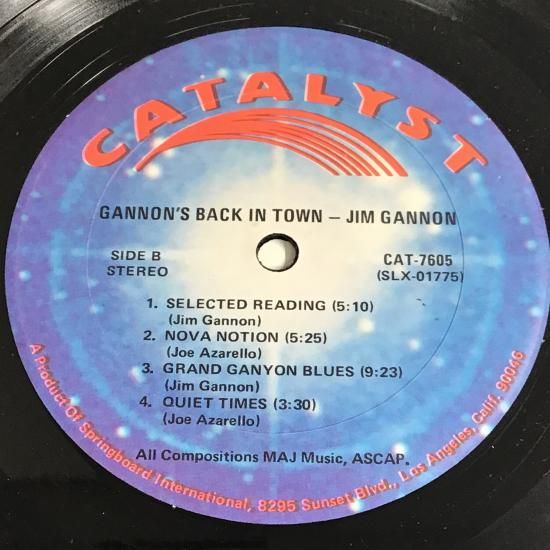 CATALYST
GANNON'S BACK IN TOWN – JIM GANNON
SIDE B
STEREO
CAT-7605
(SLX-01775)
1. SELECTED READING (5:10)
(Jim Gannon)
2. NOVA NOTION (5:25)
(Joe Azarello)
3. GRAND GANYON BLUES (9:23)
(Jim Gannon)
4. QUIET TIMES (3:30)
(Joe Azarello)
All Compositions MAJ Music, ASCAP.
A Product Of Springboard International, 8295 Sunset Blvd., Los Angeles, Calif. 90046